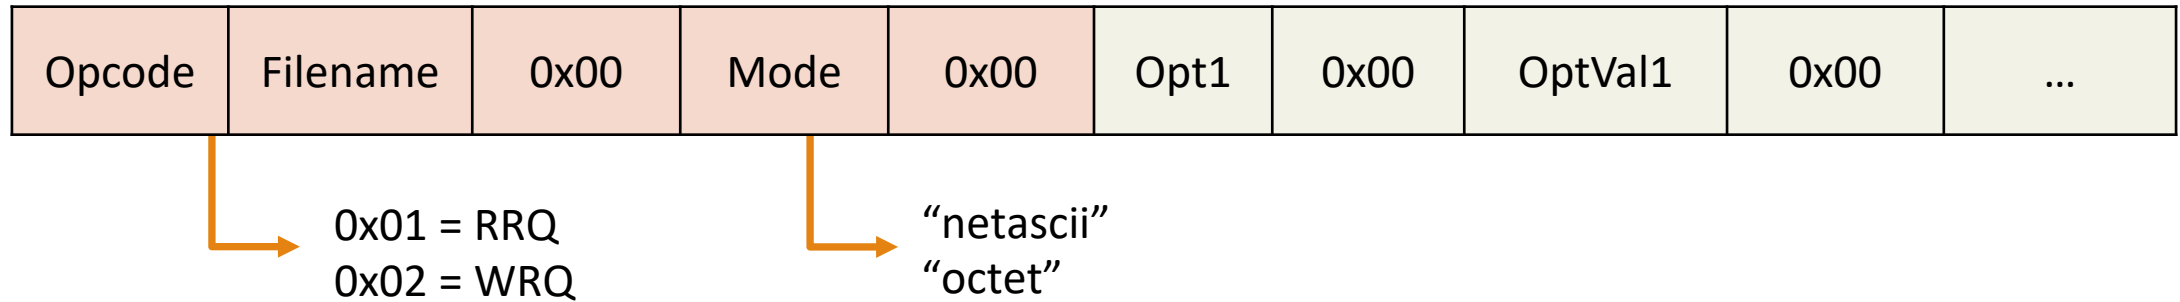 Opcode Filename 0x00 Mode 0x00 Opt1 0x00 OptVal1 0x00 …
0x01 = RRQ
0x02 = WRQ
“netascii”
“octet”